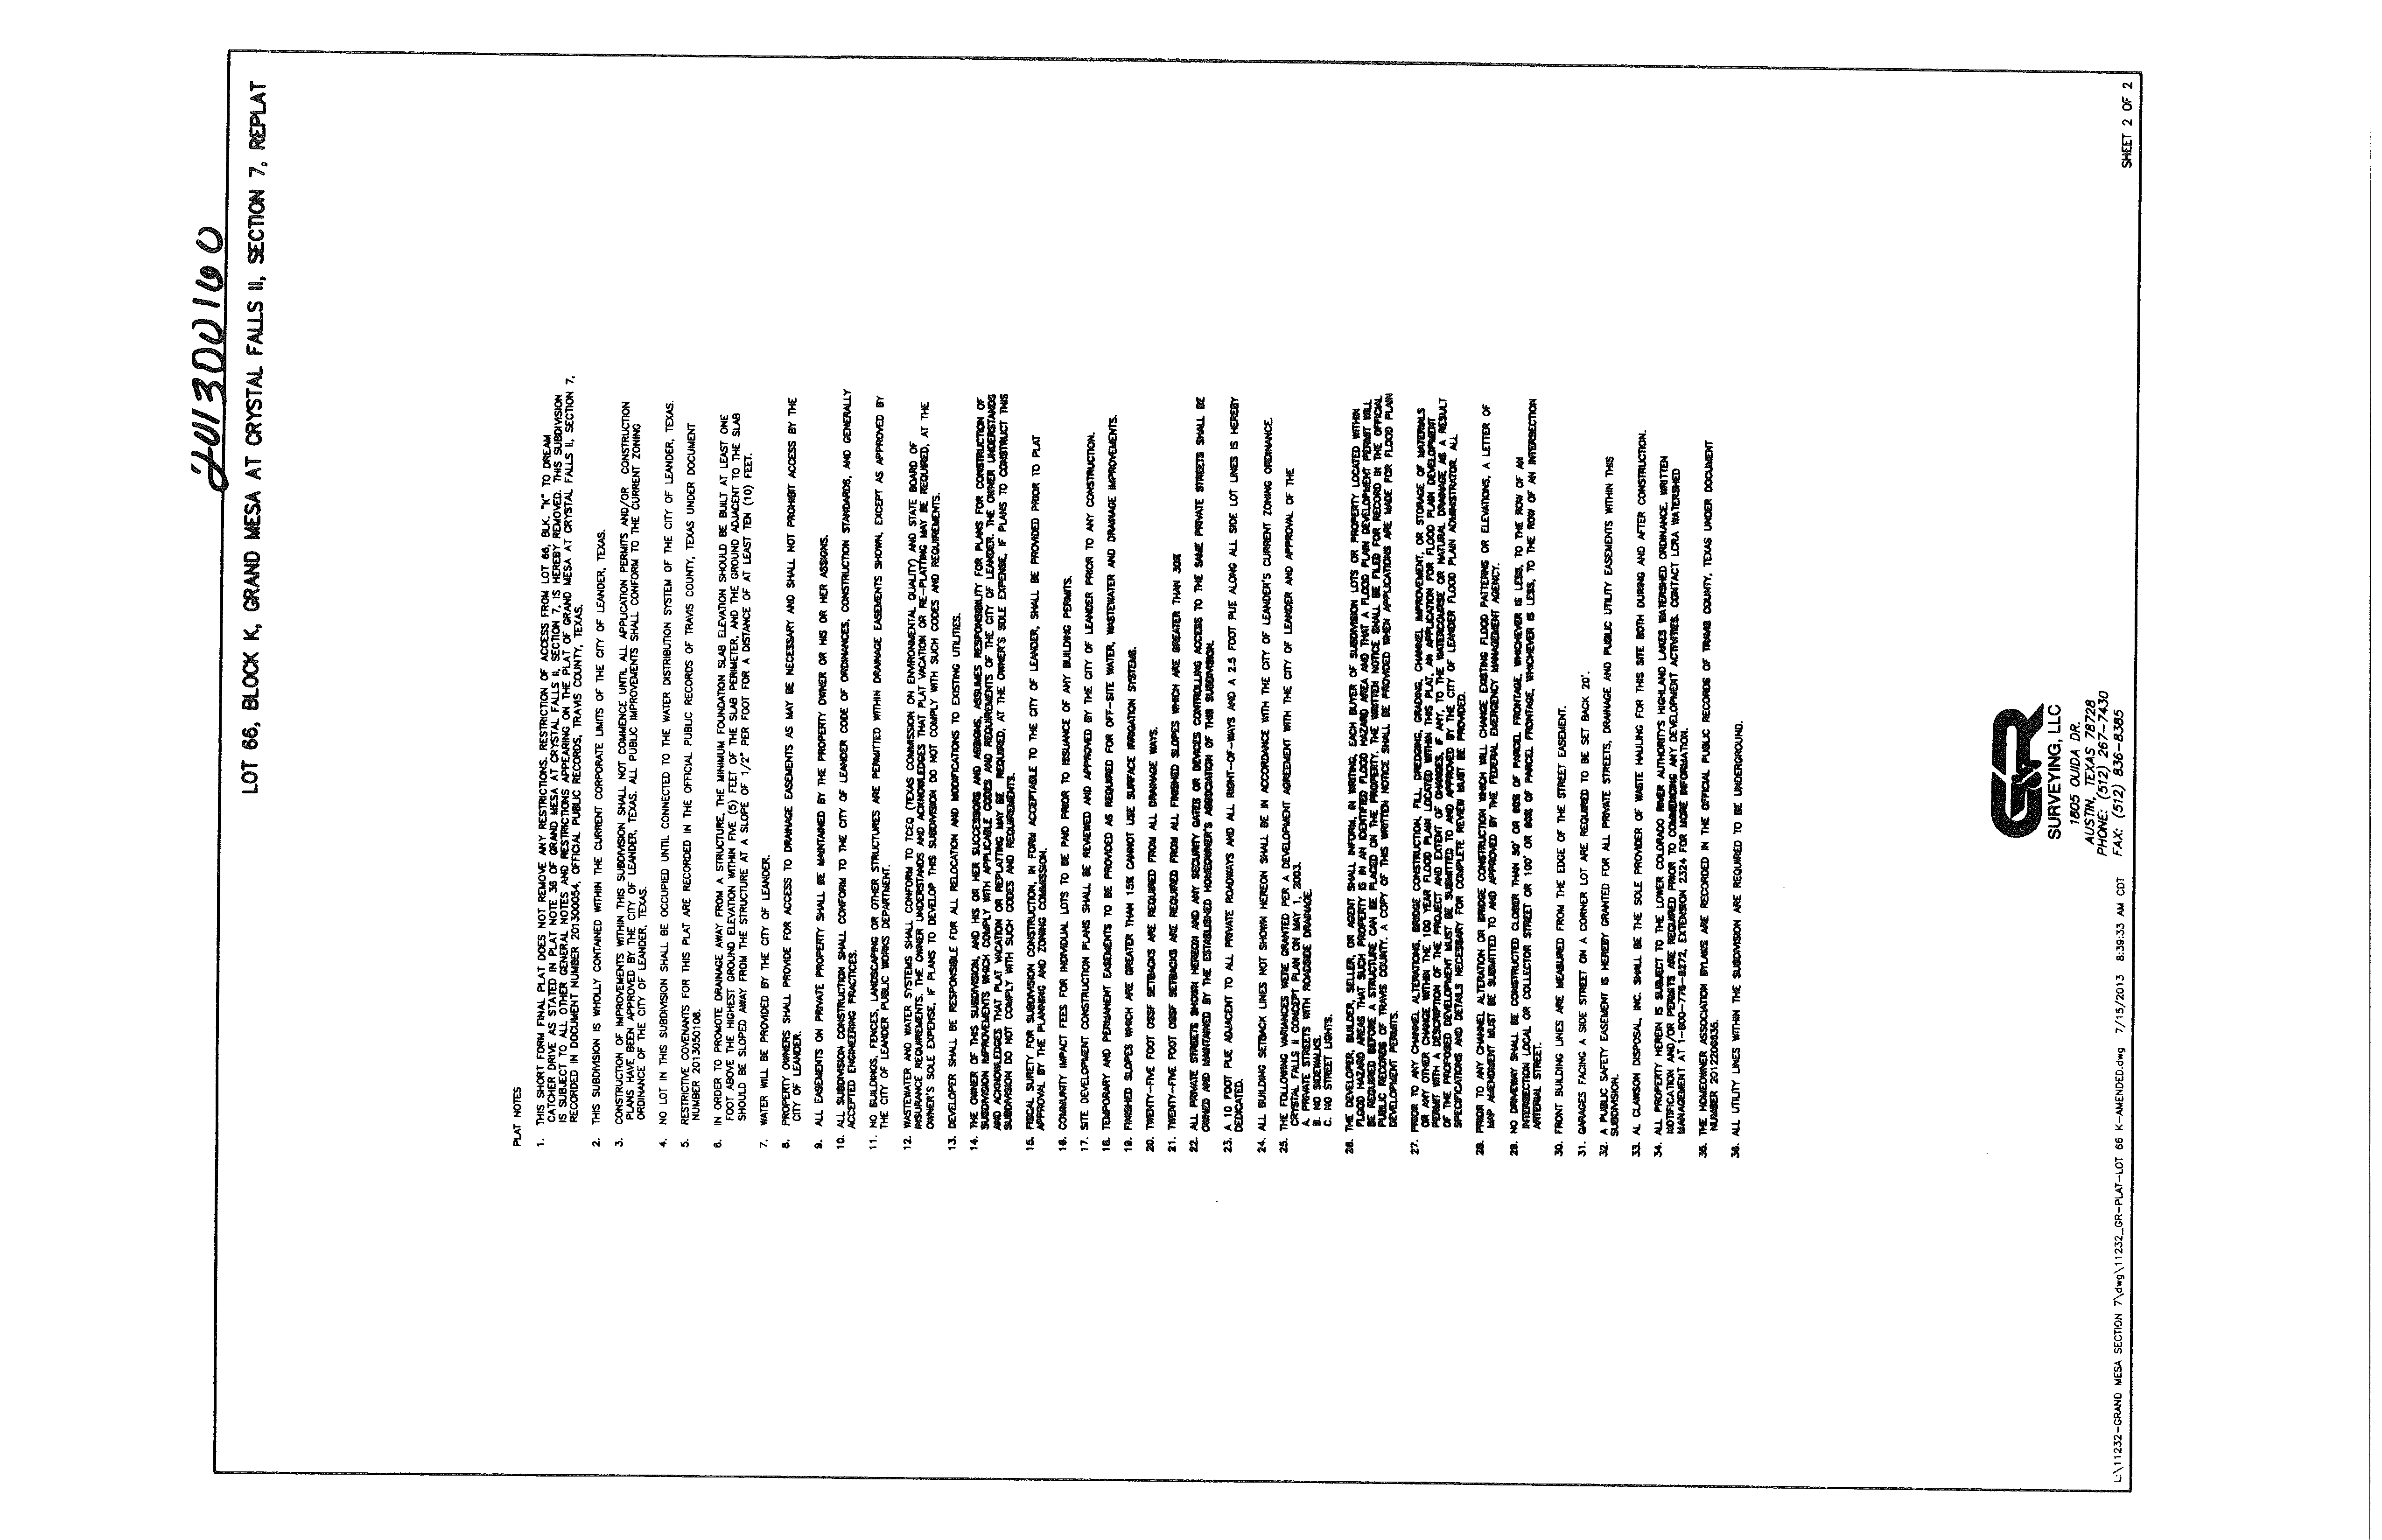 201300160
LOT 66, BLOCK K, GRAND MESA AT CRYSTAL FALLS II, SECTION 7, REPLAT
PLAT NOTES
1. THIS SHORT FORM FINAL PLAT DOES NOT REMOVE ANY RESTRICTIONS. RESTRICTION OF ACCESS FROM LOT 66, BLK. "K" TO DREAM
CATCHER DRIVE AS STATED IN PLAT NOTE 36 OF GRAND MESA AT CRYSTAL FALLS II, SECTION 7, IS HEREBY REMOVED. THIS SUBDIVISION
IS SUBJECT TO ALL OTHER GENERAL NOTES AND RESTRICTIONS APPEARING ON THE PLAT OF GRAND MESA AT CRYSTAL FALLS II, SECTION 7,
RECORDED IN DOCUMENT NUMBER 201300054, OFFICIAL PUBLIC RECORDS, TRAVIS COUNTY, TEXAS.
2. THIS SUBDIVISION IS WHOLLY CONTAINED WITHIN THE CURRENT CORPORATE LIMITS OF THE CITY OF LEANDER, TEXAS.
3. CONSTRUCTION OF IMPROVEMENTS WITHIN THIS SUBDIVISION SHALL NOT COMMENCE UNTIL ALL APPLICATION PERMITS AND/OR CONSTRUCTION
PLANS HAVE BEEN APPROVED BY THE CITY OF LEANDER, TEXAS. ALL PUBLIC IMPROVEMENTS SHALL CONFORM TO THE CURRENT ZONING
ORDINANCE OF THE CITY OF LEANDER, TEXAS.
4. NO LOT IN THIS SUBDIVISION SHALL BE OCCUPIED UNTIL CONNECTED TO THE WATER DISTRIBUTION SYSTEM OF THE CITY OF LEANDER, TEXAS.
5. RESTRICTIVE COVENANTS FOR THIS PLAT ARE RECORDED IN THE OFFICIAL PUBLIC RECORDS OF TRAVIS COUNTY, TEXAS UNDER DOCUMENT
NUMBER 2013050106.
6. IN ORDER TO PROMOTE DRAINAGE AWAY FROM A STRUCTURE, THE MINIMUM FOUNDATION SLAB ELEVATION SHOULD BE BUILT AT LEAST ONE
FOOT ABOVE THE HIGHEST GROUND ELEVATION WITHIN FIVE (5) FEET OF THE SLAB PERIMETER, AND THE GROUND ADJACENT TO THE SLAB
SHOULD BE SLOPED AWAY FROM THE STRUCTURE AT A SLOPE OF 1/2" PER FOOT FOR A DISTANCE OF AT LEAST TEN (10) FEET.
7. WATER WILL BE PROVIDED BY THE CITY OF LEANDER.
8. PROPERTY OWNERS SHALL PROVIDE FOR ACCESS TO DRAINAGE EASEMENTS AS MAY BE NECESSARY AND SHALL NOT PROHIBIT ACCESS BY THE
CITY OF LEANDER.
9. ALL EASEMENTS ON PRIVATE PROPERTY SHALL BE MAINTAINED BY THE PROPERTY OWNER OR HIS OR HER ASSIGNS.
10. ALL SUBDIVISION CONSTRUCTION SHALL CONFORM TO THE CITY OF LEANDER CODE OF ORDINANCES, CONSTRUCTION STANDARDS, AND GENERALLY
ACCEPTED ENGINEERING PRACTICES.
11. NO BUILDINGS, FENCES, LANDSCAPING OR OTHER STRUCTURES ARE PERMITTED WITHIN DRAINAGE EASEMENTS SHOWN, EXCEPT AS APPROVED BY
THE CITY OF LEANDER PUBLIC WORKS DEPARTMENT.
12. WASTEWATER AND WATER SYSTEMS SHALL CONFORM TO TCEQ (TEXAS COMMISSION ON ENVIRONMENTAL QUALITY) AND STATE BOARD OF
INSURANCE REQUIREMENTS. THE OWNER UNDERSTANDS AND ACKNOWLEDGES THAT PLAT VACATION OR RE-PLATTING MAY BE REQUIRED, AT THE
OWNER'S SOLE EXPENSE, IF PLANS TO DEVELOP THIS SUBDIVISION DO NOT COMPLY WITH SUCH CODES AND REQUIREMENTS.
13. DEVELOPER SHALL BE RESPONSIBLE FOR ALL RELOCATION AND MODIFICATIONS TO EXISTING UTILITIES.
14. THE OWNER OF THIS SUBDIVISION, AND HIS OR HER SUCCESSORS AND ASSIGNS, ASSUMES RESPONSIBILITY FOR PLANS FOR CONSTRUCTION OF
SUBDIVISION IMPROVEMENTS WHICH COMPLY WITH APPLICABLE CODES AND REQUIREMENTS OF THE CITY OF LEANDER. THE OWNER UNDERSTANDS
AND ACKNOWLEDGES THAT PLAT VACATION OR REPLATTING MAY BE REQUIRED, AT THE OWNER'S SOLE EXPENSE, IF PLANS TO CONSTRUCT THIS
SUBDIVISION DO NOT COMPLY WITH SUCH CODES AND REQUIREMENTS.
15. FISCAL SURETY FOR SUBDIVISION CONSTRUCTION, IN FORM ACCEPTABLE TO THE CITY OF LEANDER, SHALL BE PROVIDED PRIOR TO PLAT
APPROVAL BY THE PLANNING AND ZONING COMMISSION.
16. COMMUNITY IMPACT FEES FOR INDIVIDUAL LOTS TO BE PAID PRIOR TO ISSUANCE OF ANY BUILDING PERMITS.
17. SITE DEVELOPMENT CONSTRUCTION PLANS SHALL BE REVIEWED AND APPROVED BY THE CITY OF LEANDER PRIOR TO ANY CONSTRUCTION.
18. TEMPORARY AND PERMANENT EASEMENTS TO BE PROVIDED AS REQUIRED FOR OFF-SITE WATER, WASTEWATER AND DRAINAGE IMPROVEMENTS.
19. FINISHED SLOPES WHICH ARE GREATER THAN 15% CANNOT USE SURFACE IRRIGATION SYSTEMS.
20. TWENTY-FIVE FOOT OSSF SETBACKS ARE REQUIRED FROM ALL DRAINAGE WAYS.
21. TWENTY-FIVE FOOT OSSF SETBACKS ARE REQUIRED FROM ALL FINISHED SLOPES WHICH ARE GREATER THAN 30%
22. ALL PRIVATE STREETS SHOWN HEREON AND ANY SECURITY GATES OR DEVICES CONTROLLING ACCESS TO THE SAME PRIVATE STREETS SHALL BE
OWNED AND MAINTAINED BY THE ESTABLISHED HOMEOWNER'S ASSOCIATION OF THIS SUBDIVISION.
23. A 10 FOOT PUE ADJACENT TO ALL PRIVATE ROADWAYS AND ALL RIGHT-OF-WAYS AND A 2.5 FOOT PUE ALONG ALL SIDE LOT LINES IS HEREBY
DEDICATED.
24. ALL BUILDING SETBACK LINES NOT SHOWN HEREON SHALL BE IN ACCORDANCE WITH THE CITY OF LEANDER'S CURRENT ZONING ORDINANCE.
25. THE FOLLOWING VARIANCES WERE GRANTED PER A DEVELOPMENT AGREEMENT WITH THE CITY OF LEANDER AND APPROVAL OF THE
CRYSTAL FALLS II CONCEPT PLAN ON MAY 1, 2003.
A. PRIVATE STREETS WITH ROADSIDE DRAINAGE.
B. NO SIDEWALKS.
C. NO STREET LIGHTS.
26. THE DEVELOPER, BUILDER, SELLER, OR AGENT SHALL INFORM, IN WRITING, EACH BUYER OF SUBDIVISION LOTS OR PROPERTY LOCATED WITHIN
FLOOD HAZARD AREAS THAT SUCH PROPERTY IS IN AN IDENTIFIED FLOOD HAZARD AREA AND THAT A FLOOD PLAIN DEVELOPMENT PERMIT WILL
BE REQUIRED BEFORE A STRUCTURE CAN BE PLACED ON THE PROPERTY. THE WRITTEN NOTICE SHALL BE FILED FOR RECORD IN THE OFFICIAL
PUBLIC RECORDS OF TRAVIS COUNTY. A COPY OF THIS WRITTEN NOTICE SHALL BE PROVIDED WHEN APPLICATIONS ARE MADE FOR FLOOD PLAIN
DEVELOPMENT PERMITS.
27. PRIOR TO ANY CHANNEL ALTERATIONS, BRIDGE CONSTRUCTION, FILL, DREDGING, GRADING, CHANNEL IMPROVEMENT, OR STORAGE OF MATERIALS
OR ANY OTHER CHANGE WITHIN THE 100 YEAR FLOOD PLAIN LOCATED WITHIN THIS PLAT, AN APPLICATION FOR FLOOD PLAIN DEVELOPMENT
PERMIT WITH A DESCRIPTION OF THE PROJECT AND EXTENT OF CHANGES, IF ANY, TO THE WATERCOURSE OR NATURAL DRAINAGE AS A RESULT
OF THE PROPOSED DEVELOPMENT MUST BE SUBMITTED TO AND APPROVED BY THE CITY OF LEANDER FLOOD PLAIN ADMINISTRATOR. ALL
SPECIFICATIONS AND DETAILS NECESSARY FOR COMPLETE REVIEW MUST BE PROVIDED.
28. PRIOR TO ANY CHANNEL ALTERATION OR BRIDGE CONSTRUCTION WHICH WILL CHANGE EXISTING FLOOD PATTERNS OR ELEVATIONS, A LETTER OF
MAP AMENDMENT MUST BE SUBMITTED TO AND APPROVED BY THE FEDERAL EMERGENCY MANAGEMENT AGENCY.
29. NO DRIVEWAY SHALL BE CONSTRUCTED CLOSER THAN 50' OR 60% OF PARCEL FRONTAGE, WHICHEVER IS LESS, TO THE ROW OF AN
INTERSECTION LOCAL OR COLLECTOR STREET OR 100' OR 60% OF PARCEL FRONTAGE, WHICHEVER IS LESS, TO THE ROW OF AN INTERSECTION
ARTERIAL STREET.
30. FRONT BUILDING LINES ARE MEASURED FROM THE EDGE OF THE STREET EASEMENT.
31. GARAGES FACING A SIDE STREET ON A CORNER LOT ARE REQUIRED TO BE SET BACK 20'.
32. A PUBLIC SAFETY EASEMENT IS HEREBY GRANTED FOR ALL PRIVATE STREETS, DRAINAGE AND PUBLIC UTILITY EASEMENTS WITHIN THIS
SUBDIVISION.
33. AL CLAWSON DISPOSAL, INC. SHALL BE THE SOLE PROVIDER OF WASTE HAULING FOR THIS SITE BOTH DURING AND AFTER CONSTRUCTION.
34. ALL PROPERTY HEREIN IS SUBJECT TO THE LOWER COLORADO RIVER AUTHORITY'S HIGHLAND LAKES WATERSHED ORDINANCE. WRITTEN
NOTIFICATION AND/OR PERMITS ARE REQUIRED PRIOR TO COMMENCING ANY DEVELOPMENT ACTIVITIES. CONTACT LCRA WATERSHED
MANAGEMENT AT 1-800-776-5272, EXTENSION 2324 FOR MORE INFORMATION.
35. THE HOMEOWNER ASSOCIATION BYLAWS ARE RECORDED IN THE OFFICIAL PUBLIC RECORDS OF TRAVIS COUNTY, TEXAS UNDER DOCUMENT
NUMBER 2012209835.
36. ALL UTILITY LINES WITHIN THE SUBDIVISION ARE REQUIRED TO BE UNDERGROUND.
G&R
SURVEYING, LLC
1805 OUIDA DR.
AUSTIN, TEXAS 78728
PHONE: (512) 267-7430
FAX: (512) 836-8385
L:\11232-GRAND MESA SECTION 7\dwg\11232_GR-PLAT-LOT 66 K-AMENDED.dwg 7/15/2013 8:39:33 AM CDT
SHEET 2 OF 2